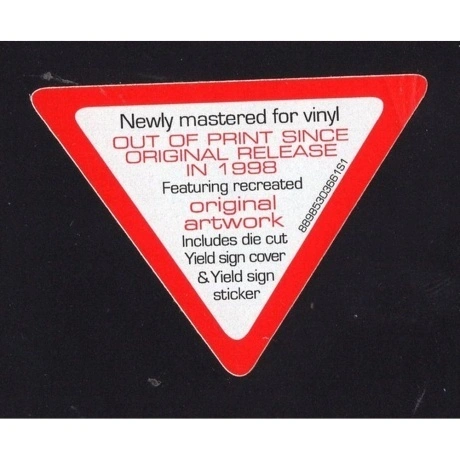 Newly mastered for vinyl
OUT OF PRINT SINCE
ORIGINAL RELEASE
IN 1998
Featuring recreated
original
artwork
Includes die cut
Yield sign cover
& Yield sign
sticker
88985303661S1